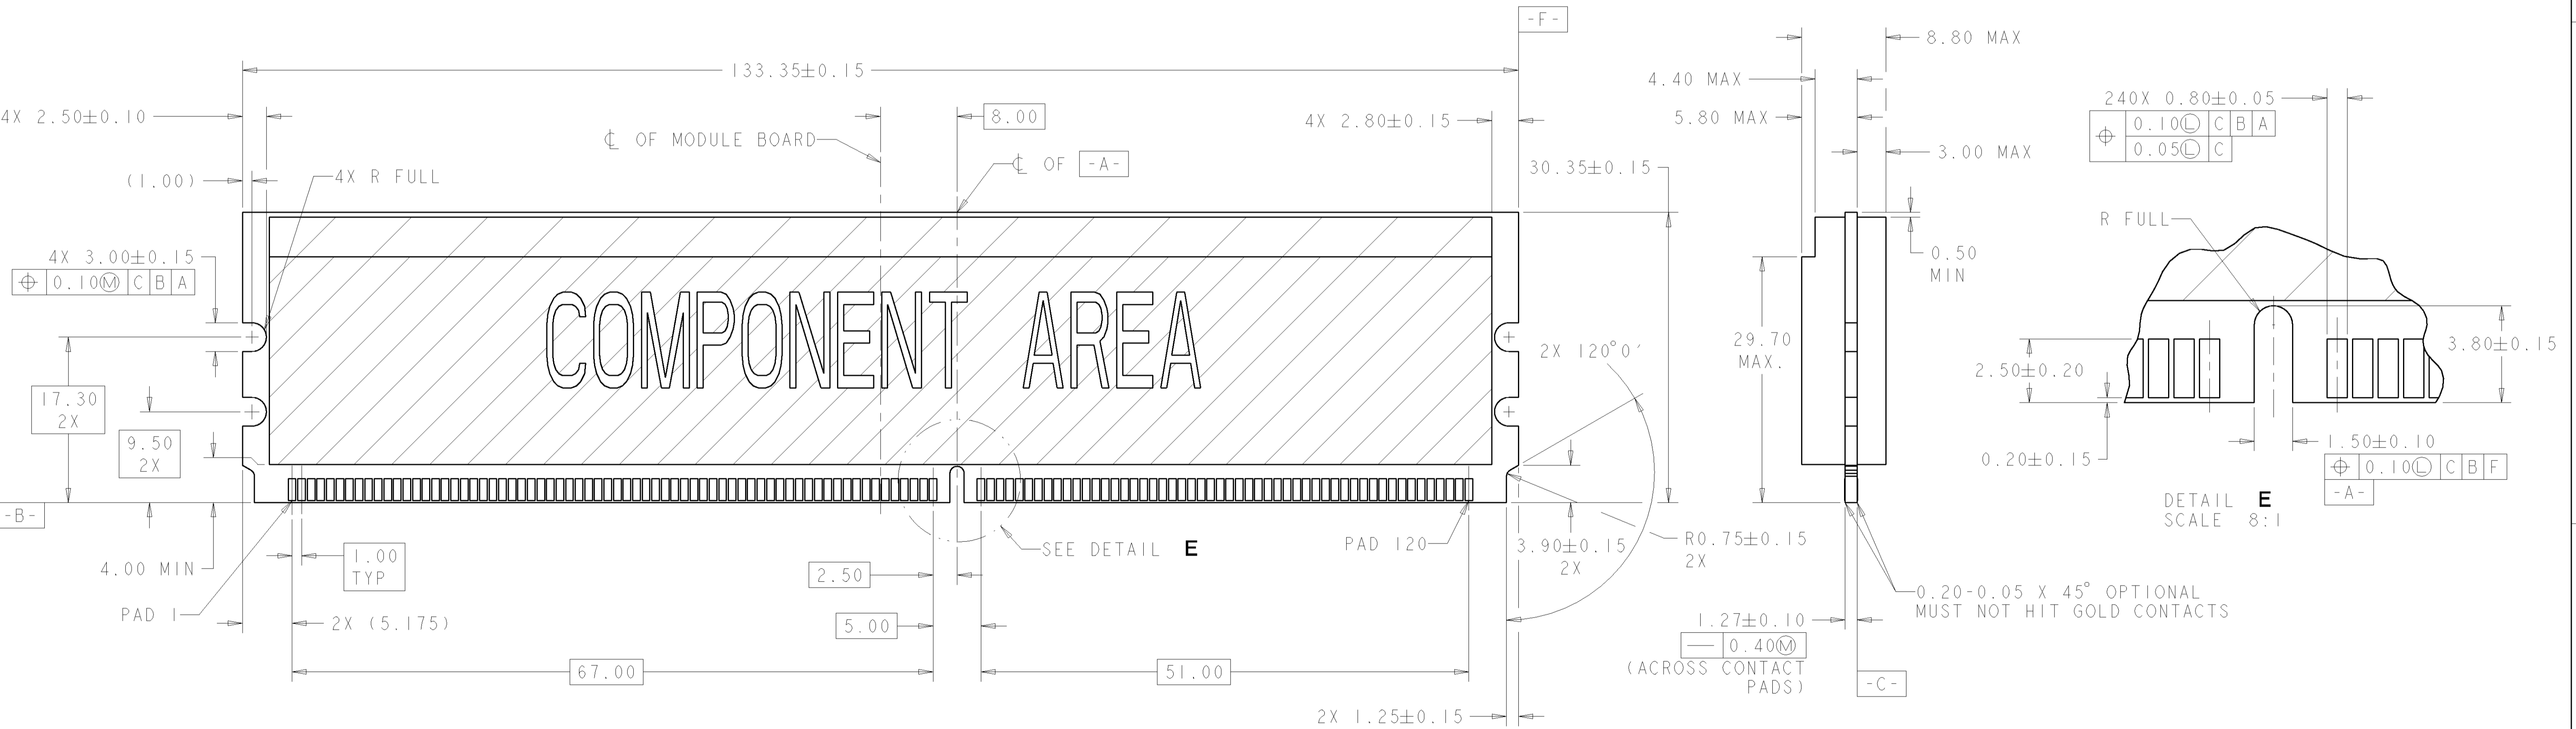 -F-
8.80 MAX
133.35±0.15
4.40 MAX
240X 0.80±0.05
4X 2.50±0.10
8.00
4X 2.80±0.15
5.80 MAX
0.10Ⓛ C B A
0.05Ⓛ C
℄ OF MODULE BOARD
3.00 MAX
(1.00)
4X R FULL
℄ OF -A-
30.35±0.15
R FULL
4X 3.00±0.15
⌖ 0.10Ⓜ C B A
0.50
MIN
COMPONENT AREA
29.70
MAX.
2X 120°0′
2.50±0.20
3.80±0.15
17.30
2X
9.50
2X
1.50±0.10
⌖ 0.10Ⓛ C B F
-A-
0.20±0.15
DETAIL E
SCALE 8:1
-B-
SEE DETAIL E
PAD 120
3.90±0.15
2X
R0.75±0.15
2X
4.00 MIN
1.00
TYP
2.50
0.20-0.05 X 45° OPTIONAL
MUST NOT HIT GOLD CONTACTS
PAD 1
2X (5.175)
5.00
1.27±0.10
— 0.40Ⓜ
(ACROSS CONTACT
PADS)
67.00
51.00
-C-
2X 1.25±0.15